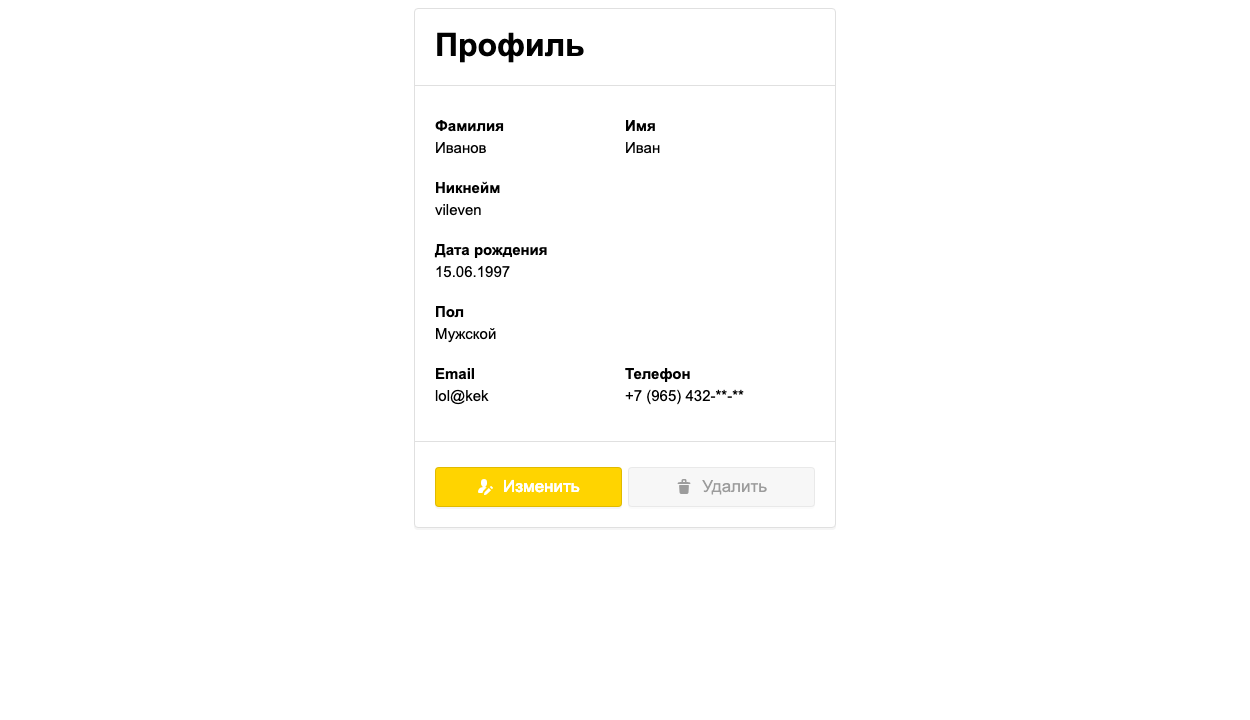 Профиль
Фамилия Имя
Иванов Иван
Никнейм
vileven
Дата рождения
15.06.1997
Пол
Мужской
Email Телефон
lol@kek +7 (965) 432-**-**
Изменить Удалить